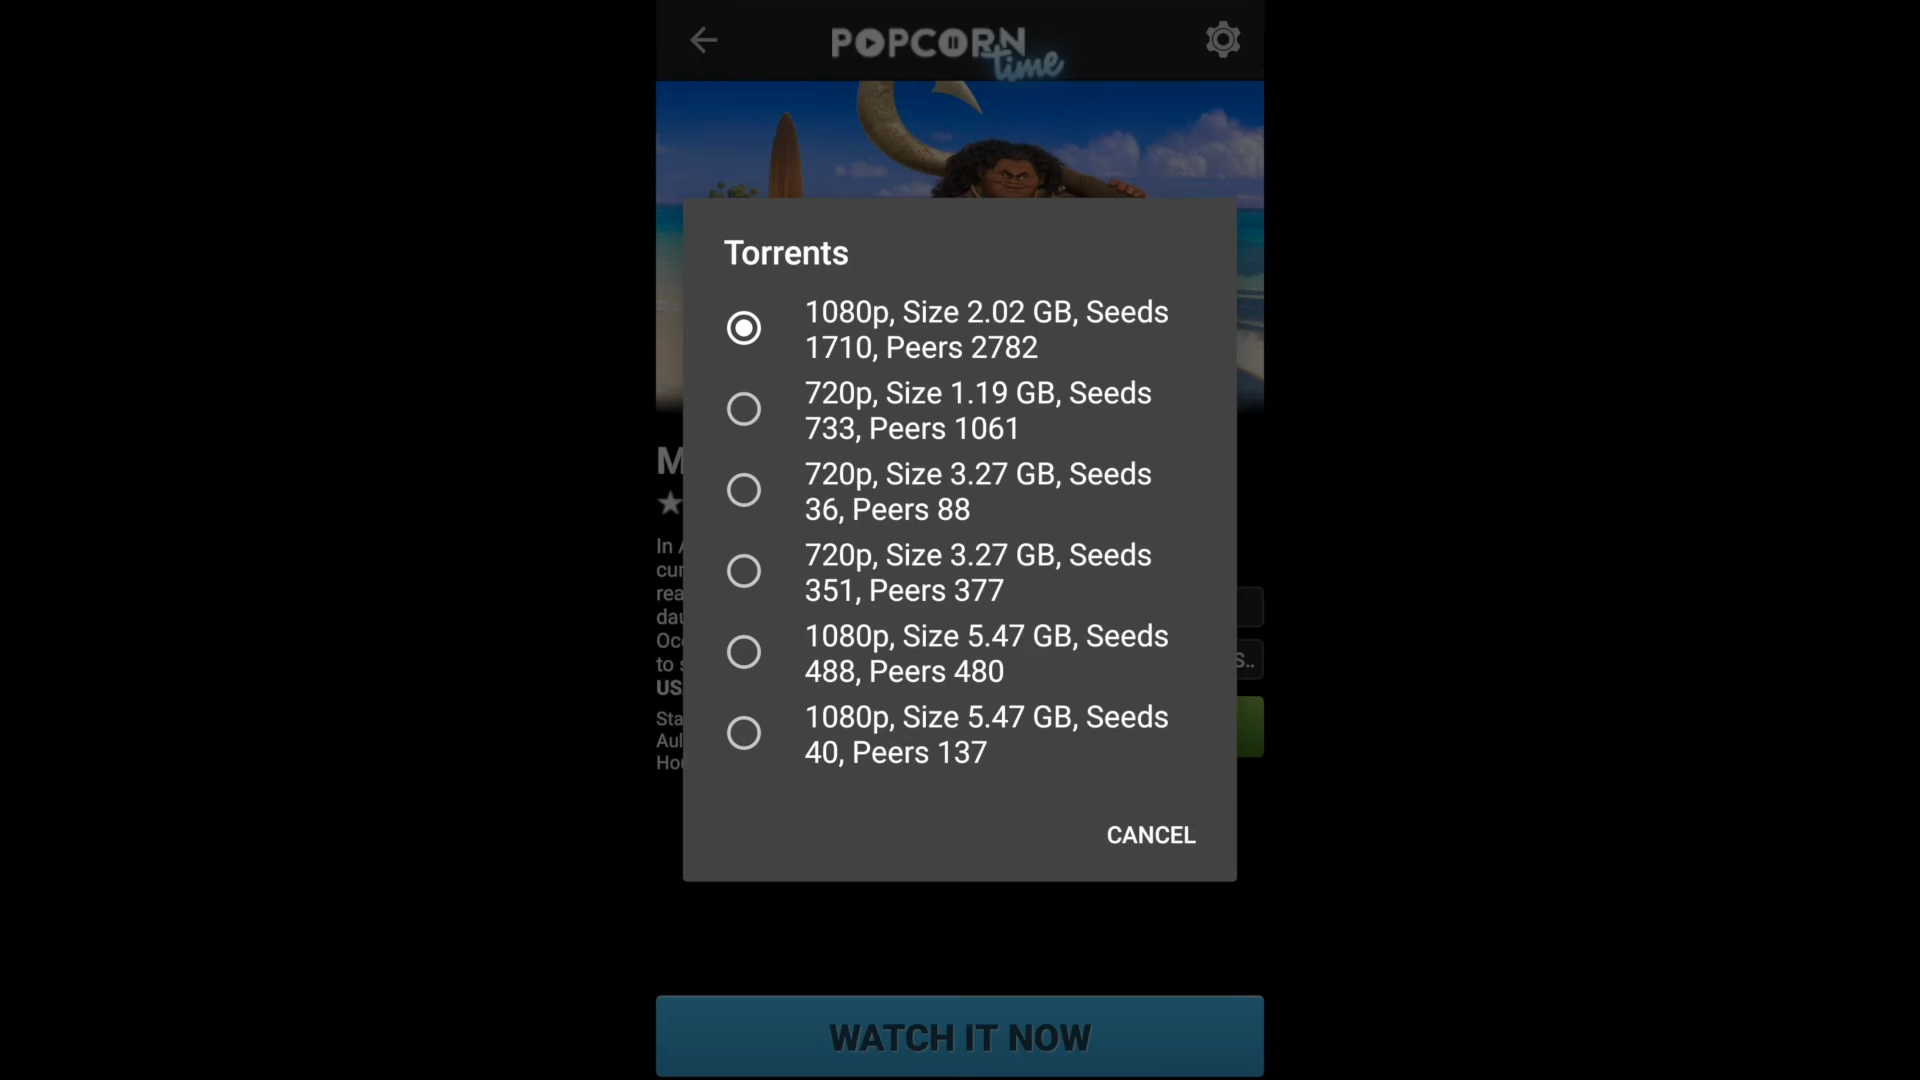 POPCORN
time
Torrents
1080p, Size 2.02 GB, Seeds
1710, Peers 2782
720p, Size 1.19 GB, Seeds
733, Peers 1061
720p, Size 3.27 GB, Seeds
36, Peers 88
720p, Size 3.27 GB, Seeds
351, Peers 377
1080p, Size 5.47 GB, Seeds
488, Peers 480
1080p, Size 5.47 GB, Seeds
40, Peers 137
CANCEL
M
In
to
US
WATCH IT NOW